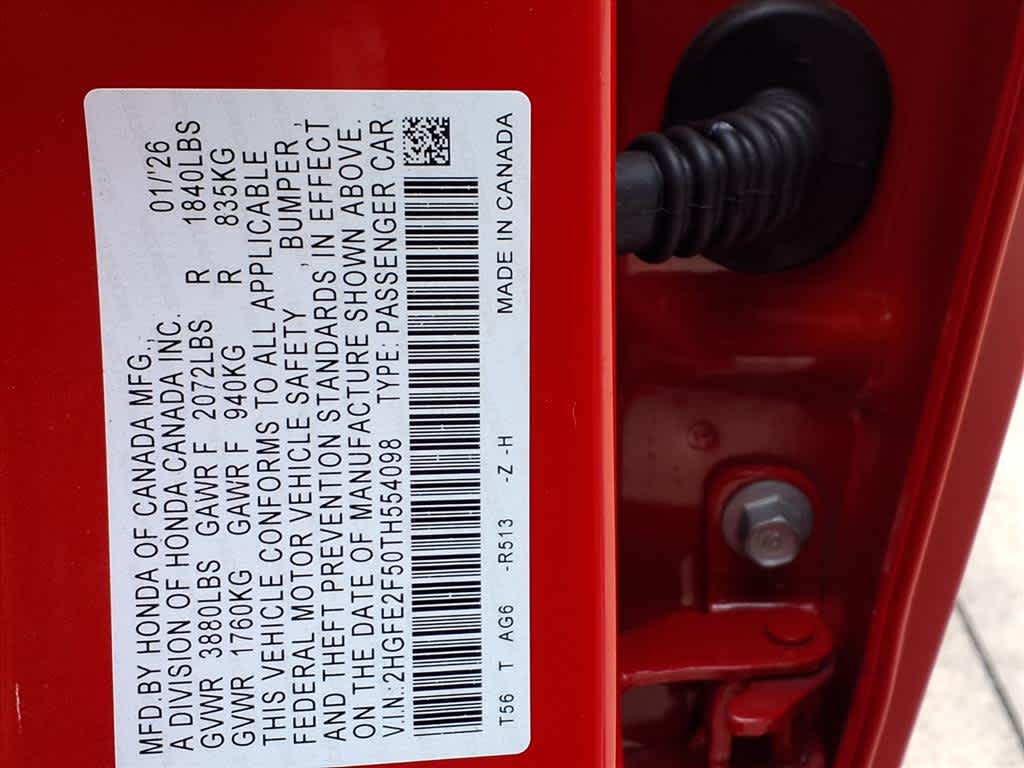 MFD. BY HONDA OF CANADA MFG., 01/'26
A DIVISION OF HONDA CANADA INC.
GVWR 3880LBS GAWR F 2072LBS R 1840LBS
GVWR 1760KG GAWR F 940KG R 835KG
THIS VEHICLE CONFORMS TO ALL APPLICABLE
FEDERAL MOTOR VEHICLE SAFETY , BUMPER ,
AND THEFT PREVENTION STANDARDS IN EFFECT
ON THE DATE OF MANUFACTURE SHOWN ABOVE.
V.I.N.:2HGFE2F50TH554098 TYPE: PASSENGER CAR
T56 T AG6 -R513 -Z -H MADE IN CANADA